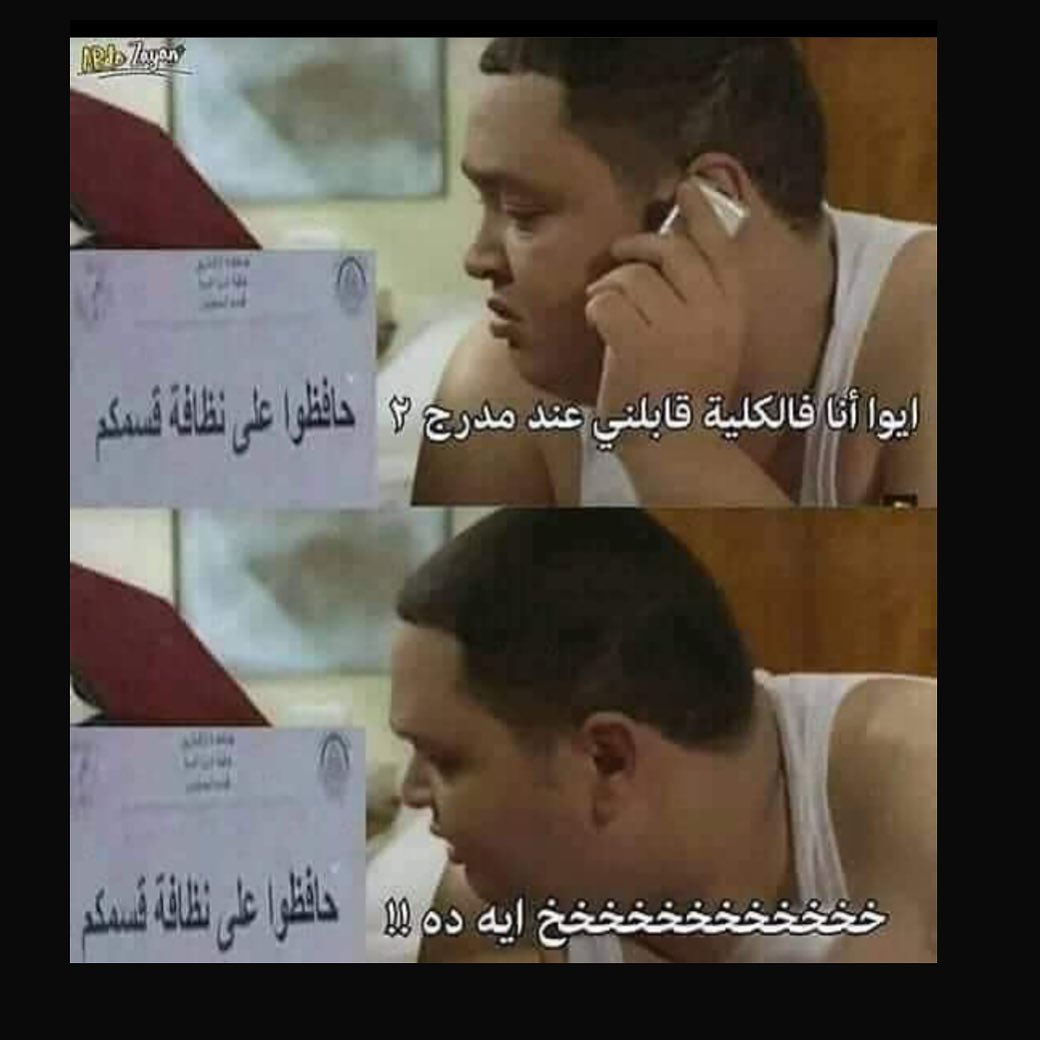 Abdo Zayan
حافظوا على نظافة قسمكم
ايوا أنا فالكلية قابلني عند مدرج ٢
حافظوا على نظافة قسمكم
خخخخخخخخخخخخخ ايه ده !!